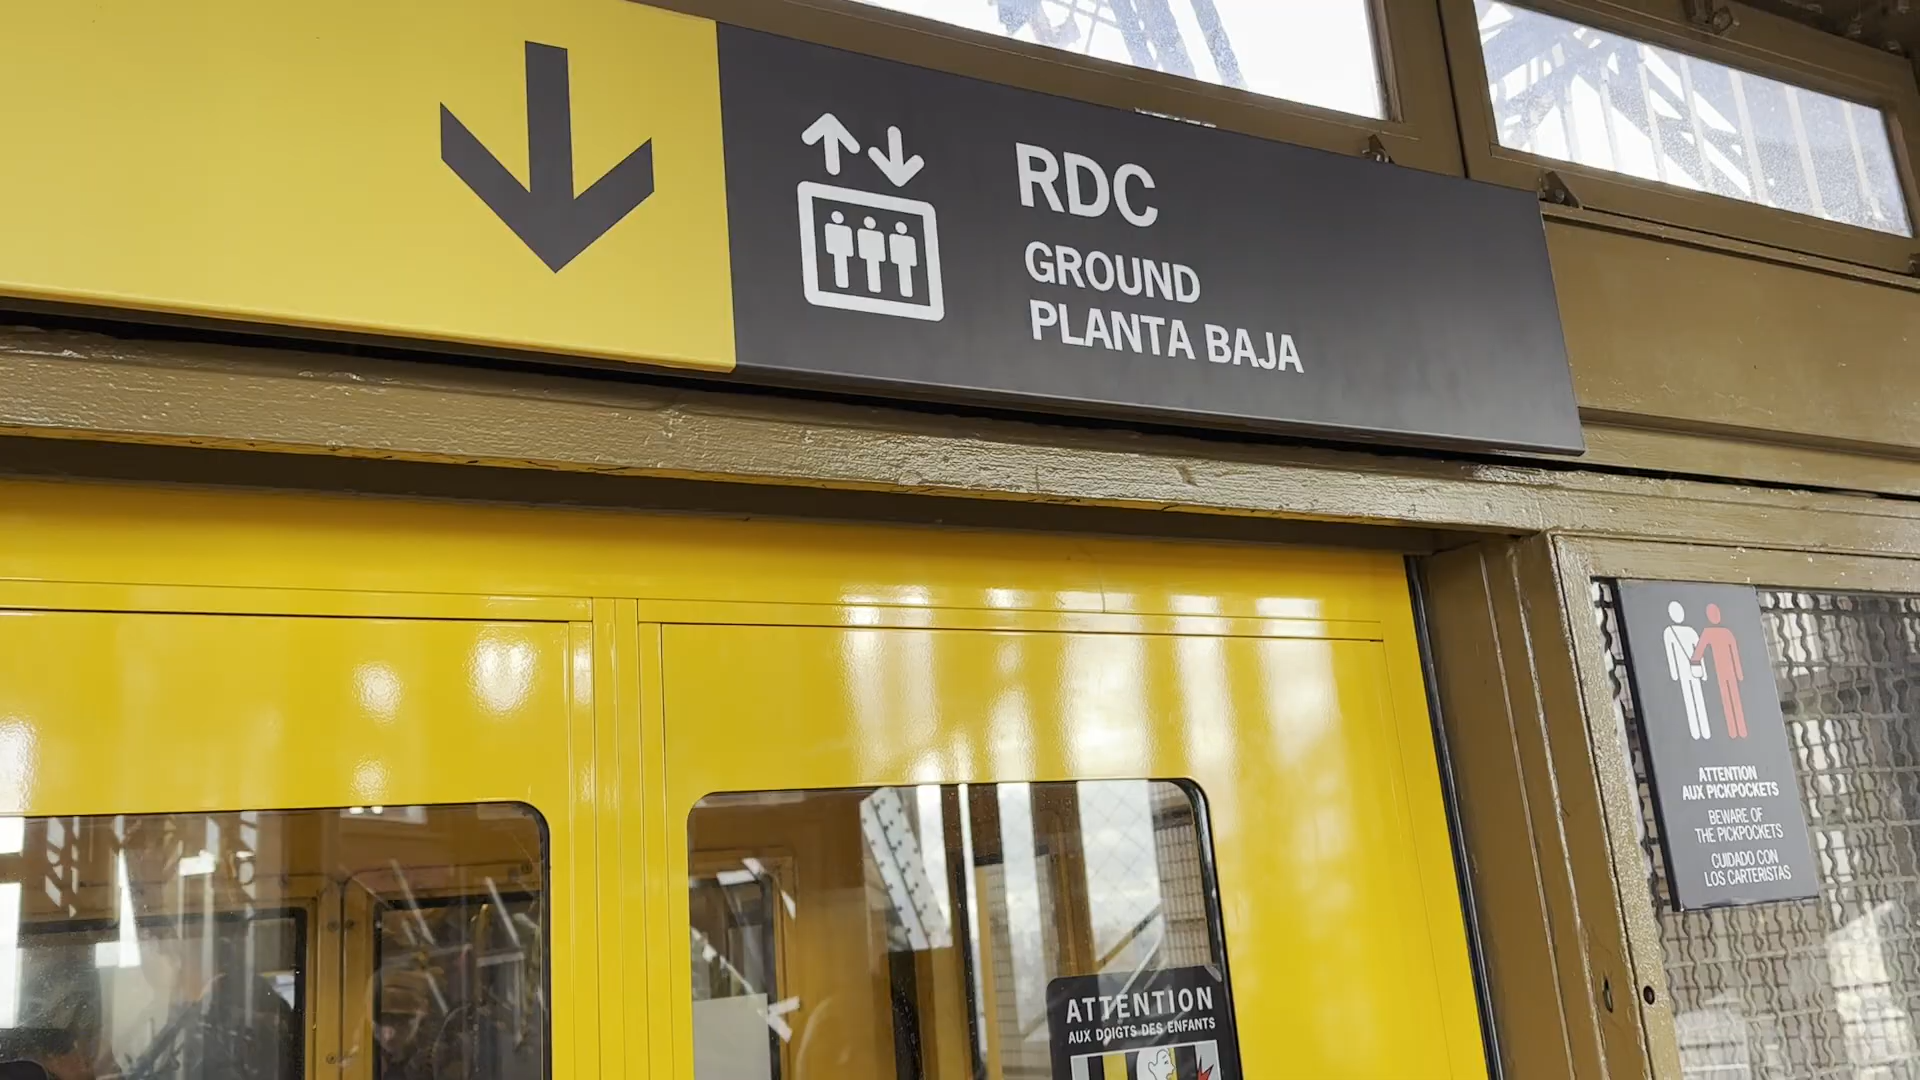 RDC
GROUND
PLANTA BAJA
ATTENTION
AUX PICKPOCKETS
BEWARE OF
THE PICKPOCKETS
CUIDADO CON
LOS CARTERISTAS
ATTENTION
AUX DOIGTS DES ENFANTS